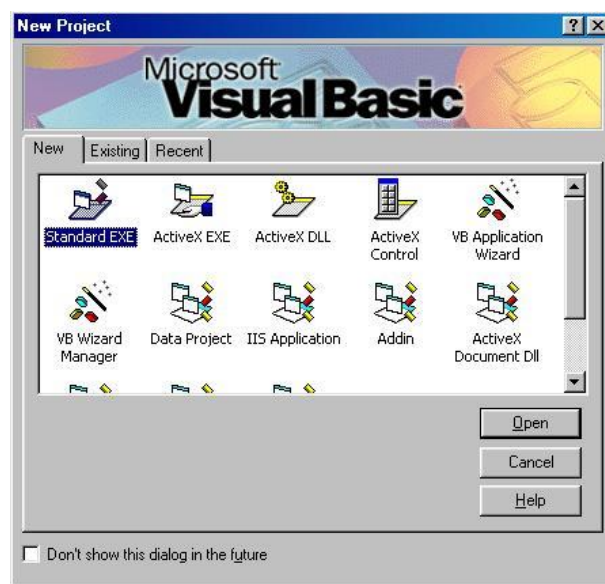 New Project
Microsoft
Visual Basic
New Existing Recent
Standard EXE ActiveX EXE ActiveX DLL ActiveX Control VB Application Wizard
VB Wizard Manager Data Project IIS Application Addin ActiveX Document Dll
Open
Cancel
Help
Don't show this dialog in the future